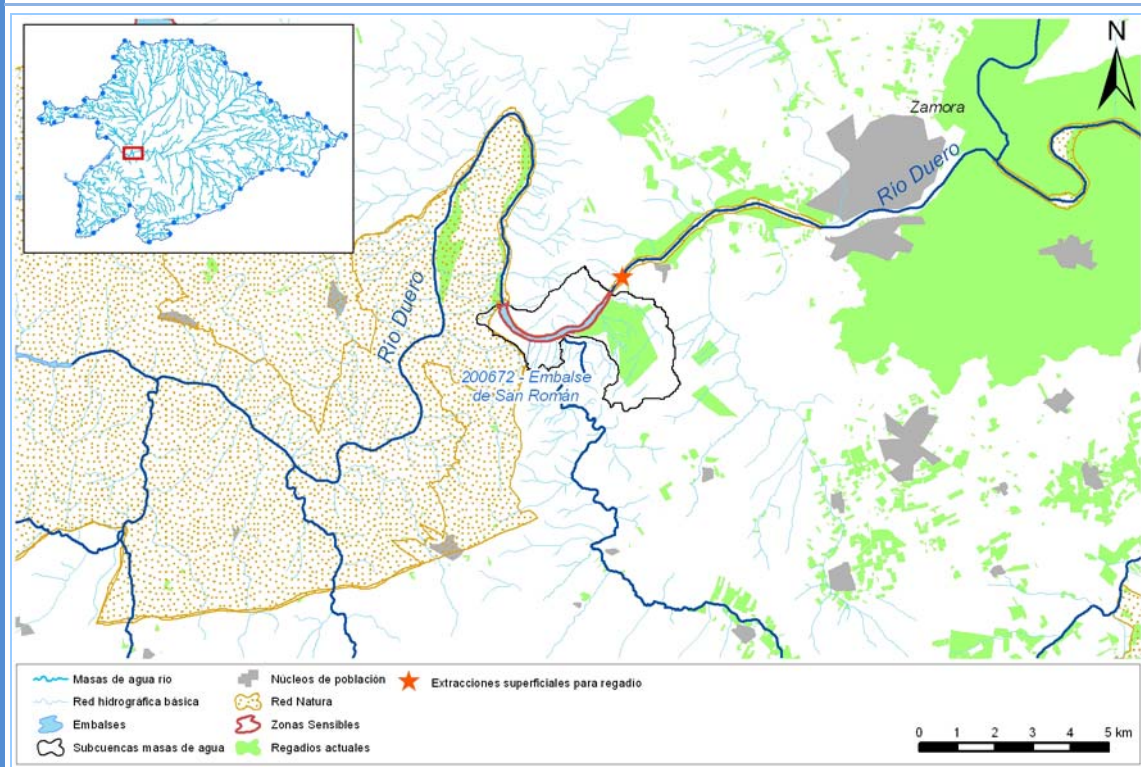 N
Zamora
Río Duero
Río Duero
200672 - Embalse
de San Román
Masas de agua río
Red hidrográfica básica
Embalses
Subcuencas masas de agua
Núcleos de población
Red Natura
Zonas Sensibles
Regadíos actuales
Extracciones superficiales para regadío
0 1 2 3 4 5 km